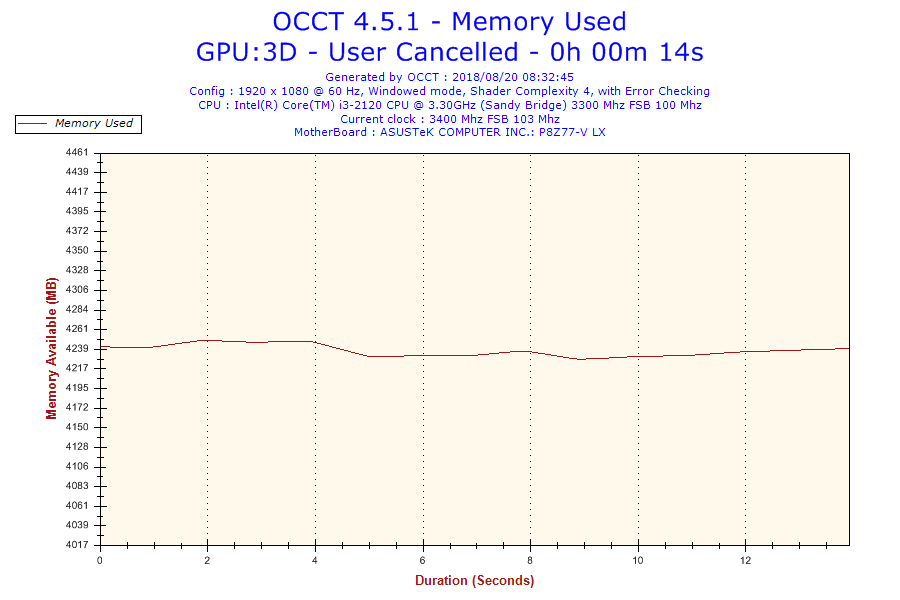 OCCT 4.5.1 - Memory Used
GPU:3D - User Cancelled - 0h 00m 14s
Generated by OCCT : 2018/08/20 08:32:45
Config : 1920 x 1080 @ 60 Hz, Windowed mode, Shader Complexity 4, with Error Checking
CPU : Intel(R) Core(TM) i3-2120 CPU @ 3.30GHz (Sandy Bridge) 3300 Mhz FSB 100 Mhz
Current clock : 3400 Mhz FSB 103 Mhz
MotherBoard : ASUSTeK COMPUTER INC.: P8Z77-V LX
Memory Used
4461
4439
4417
4395
4372
4350
4328
4306
4284
4261
4239
4217
4195
4172
4150
4128
4106
4083
4061
4039
4017
Memory Available (MB)
0 2 4 6 8 10 12
Duration (Seconds)